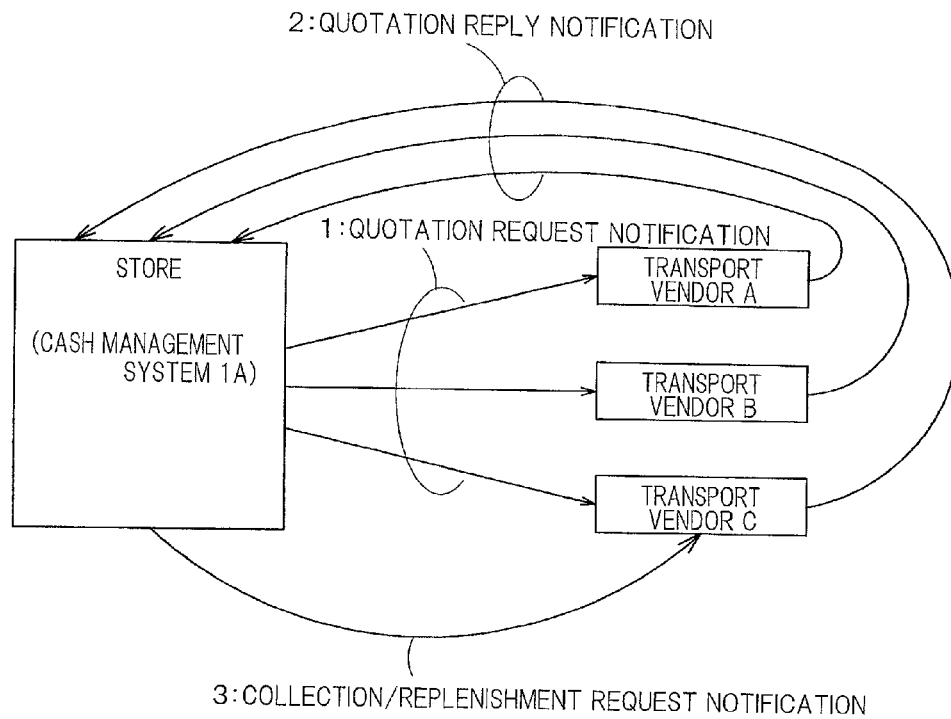 2:QUOTATION REPLY NOTIFICATION
1:QUOTATION REQUEST NOTIFICATION
STORE
(CASH MANAGEMENT
SYSTEM 1A)
TRANSPORT
VENDOR A
TRANSPORT
VENDOR B
TRANSPORT
VENDOR C
3:COLLECTION/REPLENISHMENT REQUEST NOTIFICATION